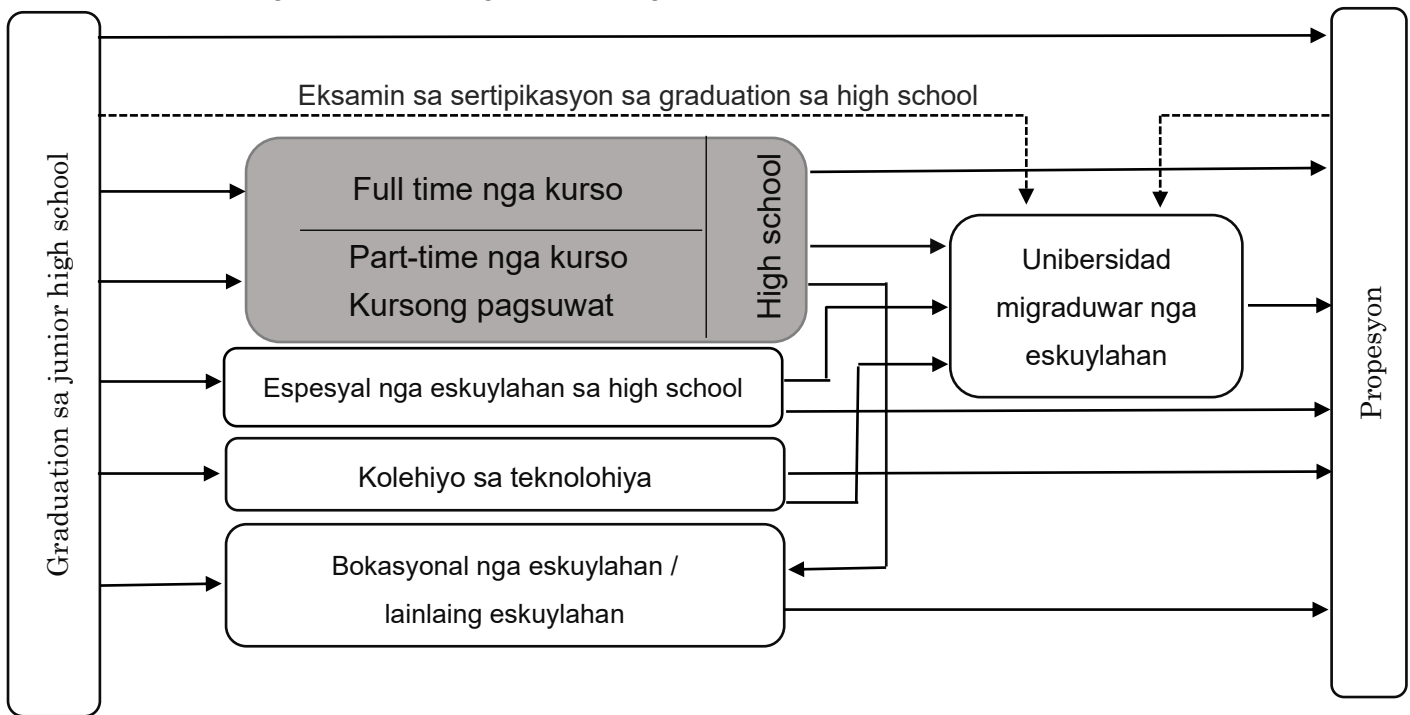 Graduation sa junior high school
Eksamin sa sertipikasyon sa graduation sa high school
Full time nga kurso
Part-time nga kurso
Kursong pagsuwat
High school
Espesyal nga eskuylahan sa high school
Kolehiyo sa teknolohiya
Bokasyonal nga eskuylahan /
lainlaing eskuylahan
Unibersidad
migraduwar nga
eskuylahan
Propesyon